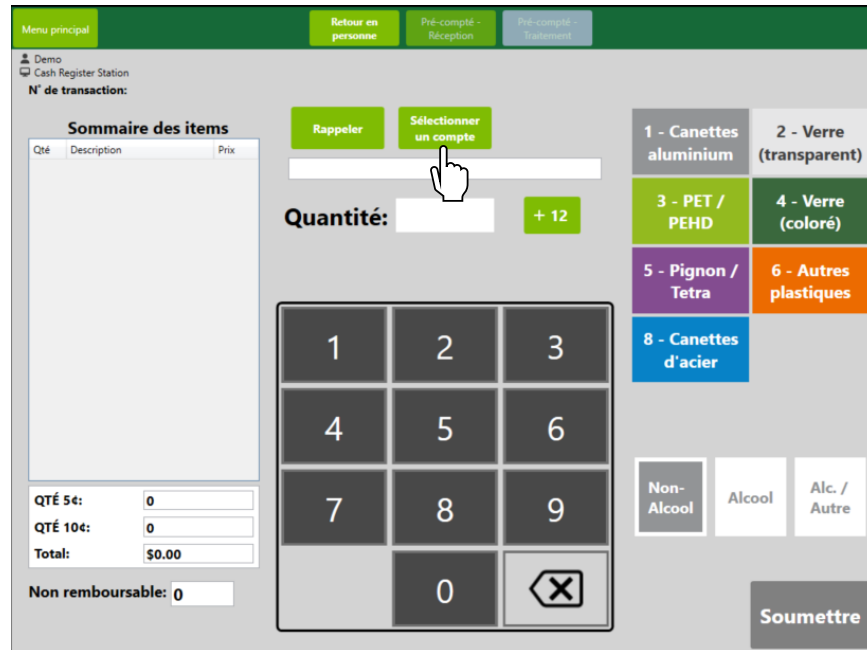 Menu principal
Retour en
personne
Pré-compté -
Réception
Pré-compté -
Traitement
Demo
Cash Register Station
N° de transaction:
Sommaire des items
Qté Description Prix
Rappeler
Sélectionner
un compte
Quantité:
+ 12
1 2 3
4 5 6
7 8 9
0
1 - Canettes
aluminium
2 - Verre
(transparent)
3 - PET /
PEHD
4 - Verre
(coloré)
5 - Pignon /
Tetra
6 - Autres
plastiques
8 - Canettes
d'acier
Non-
Alcool
Alcool
Alc. /
Autre
QTÉ 5¢: 0
QTÉ 10¢: 0
Total: $0.00
Non remboursable: 0
Soumettre